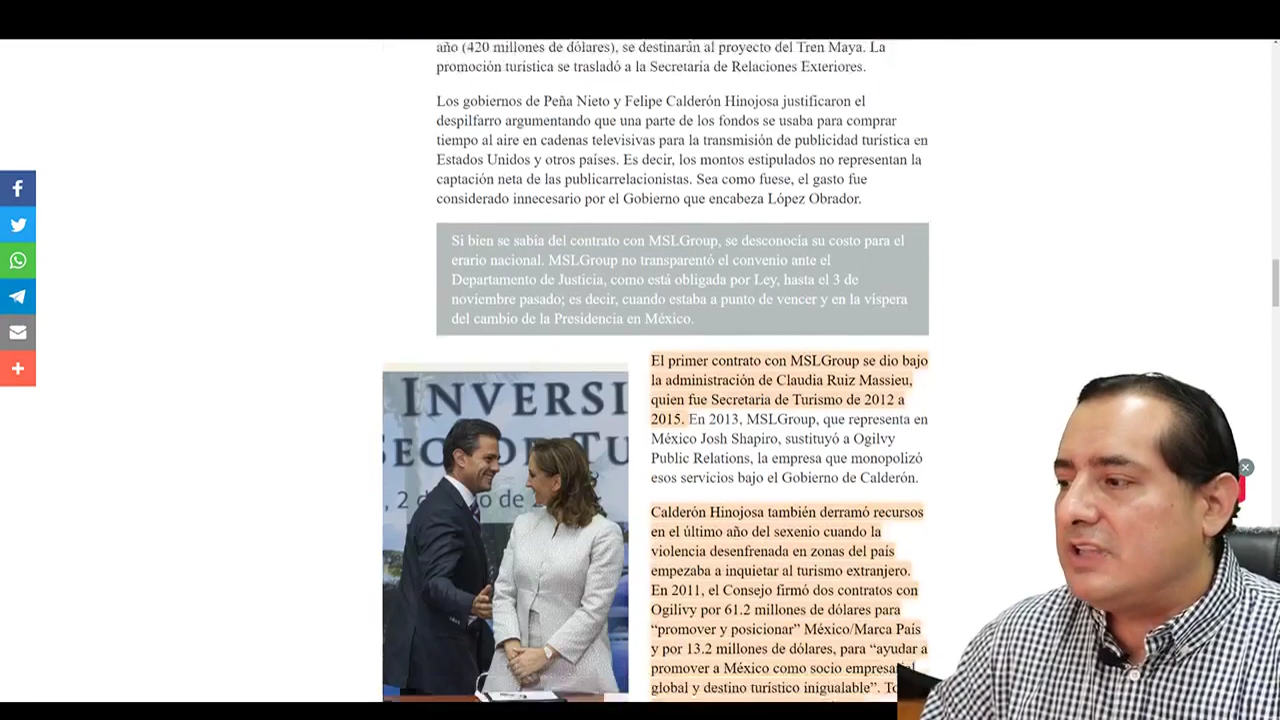 año (420 millones de dólares), se destinarán al proyecto del Tren Maya. La
promoción turística se trasladó a la Secretaría de Relaciones Exteriores.
Los gobiernos de Peña Nieto y Felipe Calderón Hinojosa justificaron el
despilfarro argumentando que una parte de los fondos se usaba para comprar
tiempo al aire en cadenas televisivas para la transmisión de publicidad turística en
Estados Unidos y otros países. Es decir, los montos estipulados no representan la
captación neta de las publicarrelacionistas. Sea como fuese, el gasto fue
considerado innecesario por el Gobierno que encabeza López Obrador.
Si bien se sabía del contrato con MSLGroup, se desconocía su costo para el
erario nacional. MSLGroup no transparentó el convenio ante el
Departamento de Justicia, como está obligada por Ley, hasta el 3 de
noviembre pasado; es decir, cuando estaba a punto de vencer y en la víspera
del cambio de la Presidencia en México.
INVERSI
SECTOR TU
, 2 d
o de 2
El primer contrato con MSLGroup se dio bajo
la administración de Claudia Ruiz Massieu,
quien fue Secretaria de Turismo de 2012 a
2015. En 2013, MSLGroup, que representa en
México Josh Shapiro, sustituyó a Ogilvy
Public Relations, la empresa que monopolizó
esos servicios bajo el Gobierno de Calderón.
Calderón Hinojosa también derramó recursos
en el último año del sexenio cuando la
violencia desenfrenada en zonas del país
empezaba a inquietar al turismo extranjero.
En 2011, el Consejo firmó dos contratos con
Ogilivy por 61.2 millones de dólares para
“promover y posicionar” México/Marca País
y por 13.2 millones de dólares, para “ayudar a
promover a México como socio empresarial
global y destino turístico inigualable”. To